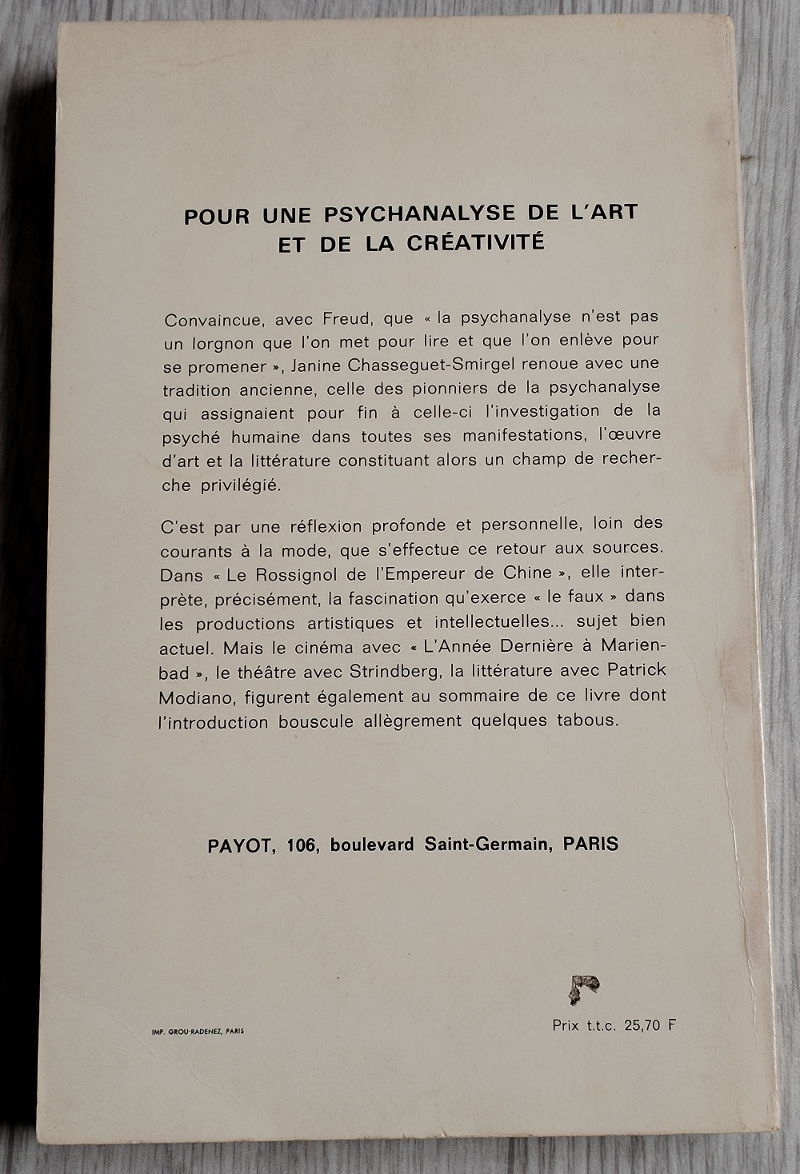 POUR UNE PSYCHANALYSE DE L'ART
ET DE LA CRÉATIVITÉ
Convaincue, avec Freud, que « la psychanalyse n'est pas
un lorgnon que l'on met pour lire et que l'on enlève pour
se promener », Janine Chasseguet-Smirgel renoue avec une
tradition ancienne, celle des pionniers de la psychanalyse
qui assignaient pour fin à celle-ci l'investigation de la
psyché humaine dans toutes ses manifestations, l'œuvre
d'art et la littérature constituant alors un champ de recher-
che privilégié.
C'est par une réflexion profonde et personnelle, loin des
courants à la mode, que s'effectue ce retour aux sources.
Dans « Le Rossignol de l'Empereur de Chine », elle inter-
prète, précisément, la fascination qu'exerce « le faux » dans
les productions artistiques et intellectuelles... sujet bien
actuel. Mais le cinéma avec « L'Année Dernière à Marien-
bad », le théâtre avec Strindberg, la littérature avec Patrick
Modiano, figurent également au sommaire de ce livre dont
l'introduction bouscule allègrement quelques tabous.
PAYOT, 106, boulevard Saint-Germain, PARIS
IMP. GROU-RADENEZ, PARIS
Prix t.t.c. 25,70 F